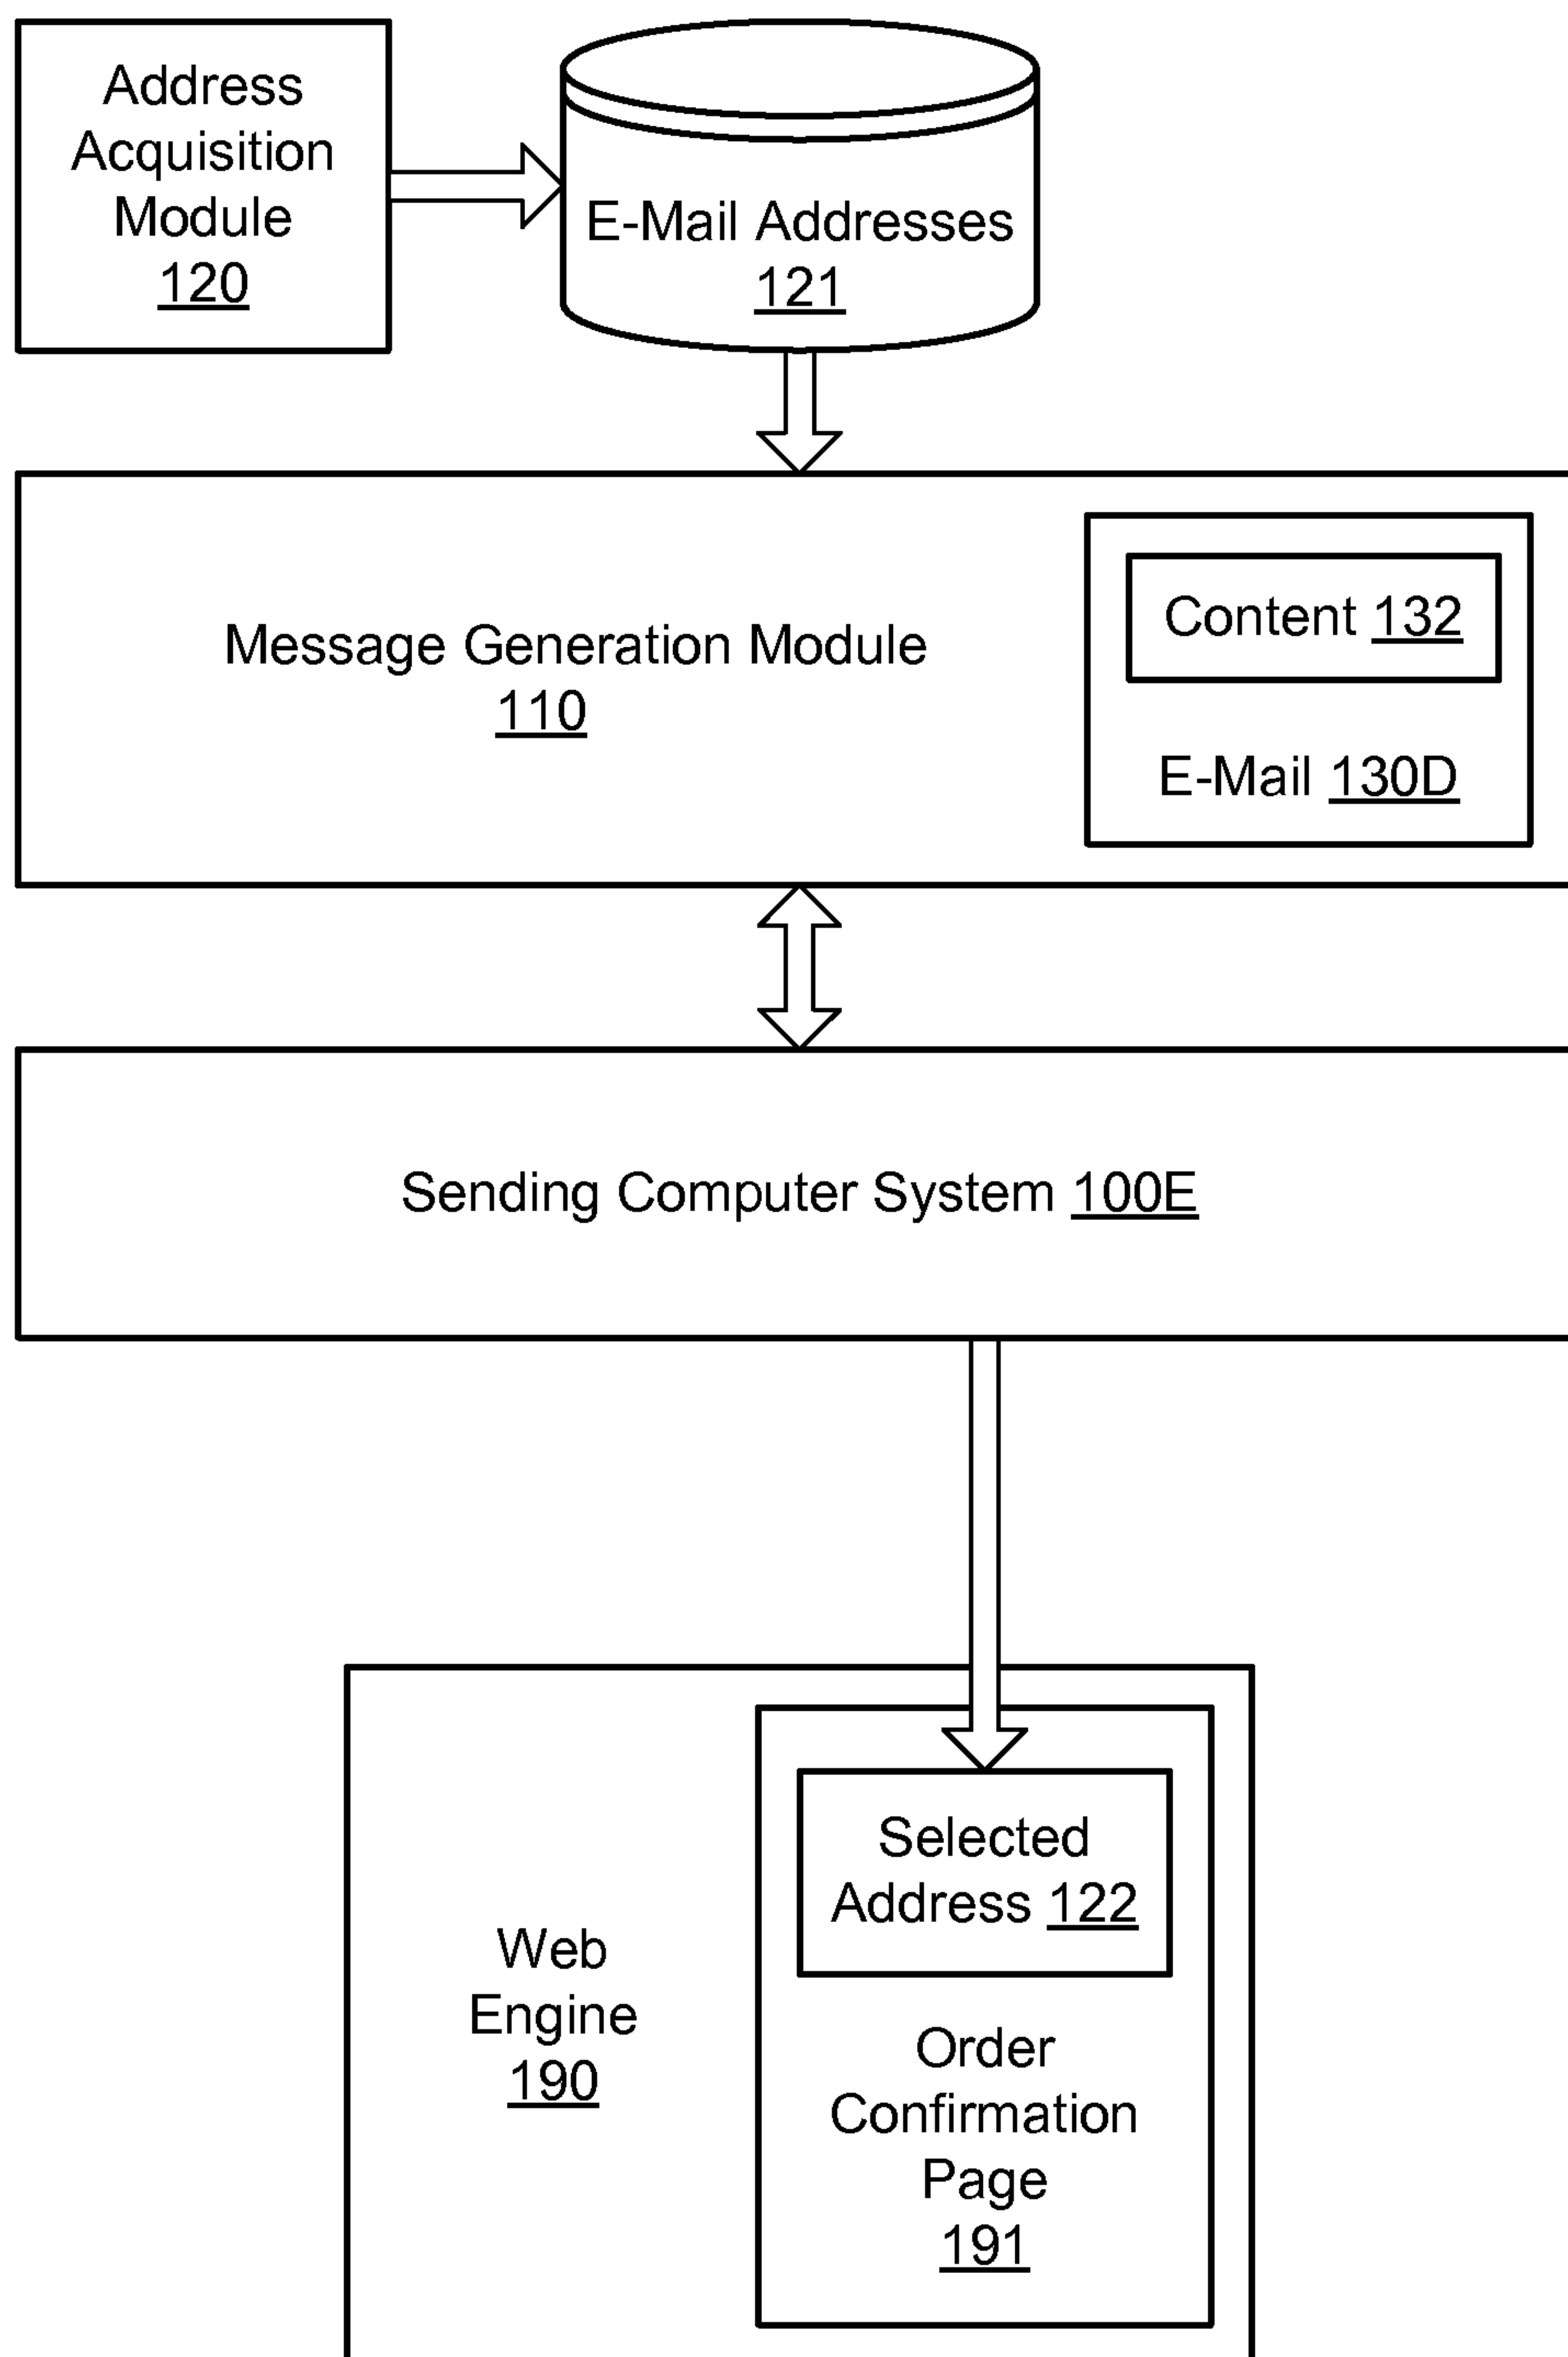 Address
Acquisition
Module
120
E-Mail Addresses
121
Message Generation Module
110
Content 132
E-Mail 130D
Sending Computer System 100E
Selected
Address 122
Web
Engine
190
Order
Confirmation
Page
191